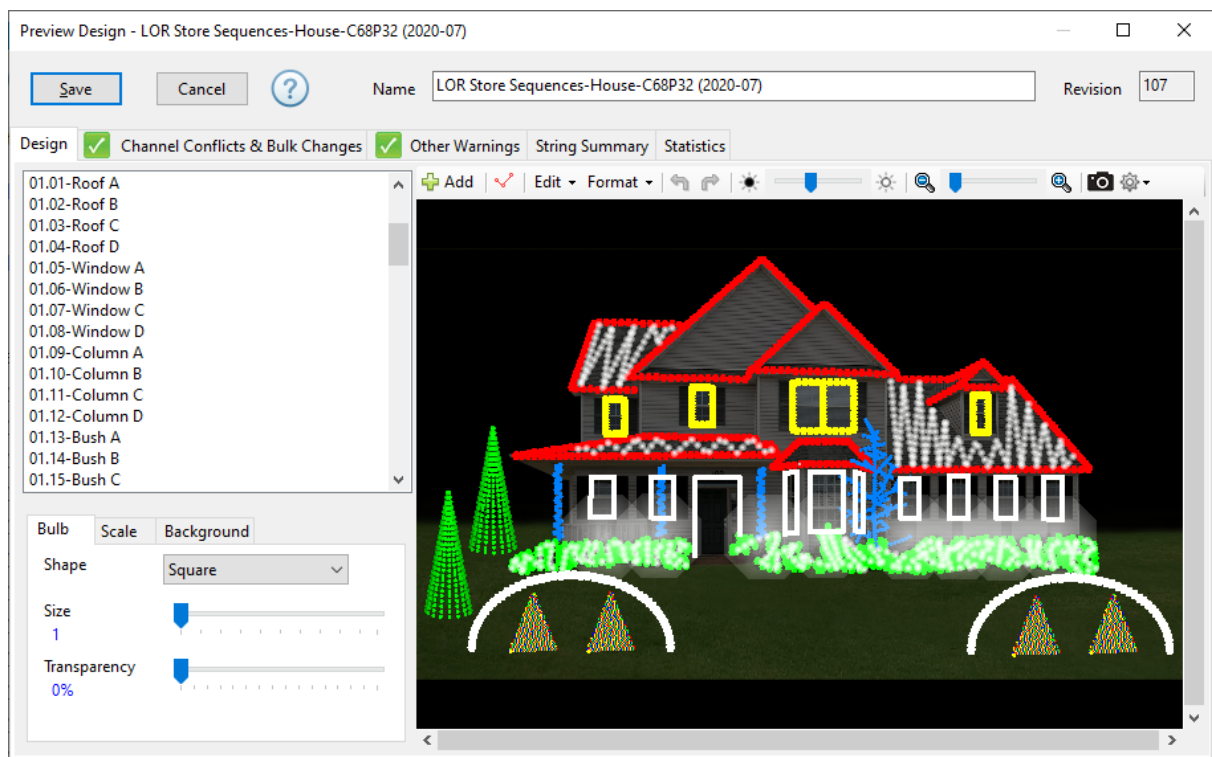 Preview Design - LOR Store Sequences-House-C68P32 (2020-07)
Save Cancel ? Name LOR Store Sequences-House-C68P32 (2020-07) Revision 107
Design Channel Conflicts & Bulk Changes Other Warnings String Summary Statistics
Add Edit Format
01.01-Roof A
01.02-Roof B
01.03-Roof C
01.04-Roof D
01.05-Window A
01.06-Window B
01.07-Window C
01.08-Window D
01.09-Column A
01.10-Column B
01.11-Column C
01.12-Column D
01.13-Bush A
01.14-Bush B
01.15-Bush C
Bulb Scale Background
Shape Square
Size
1
Transparency
0%